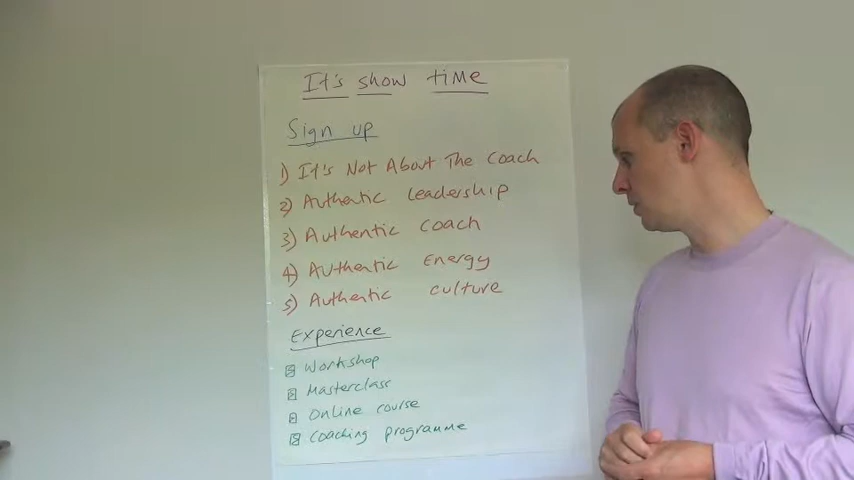 It's show time
Sign up
1) It's Not About The Coach
2) Authentic Leadership
3) Authentic Coach
4) Authentic Energy
5) Authentic culture
Experience
Workshop
Masterclass
Online course
Coaching programme